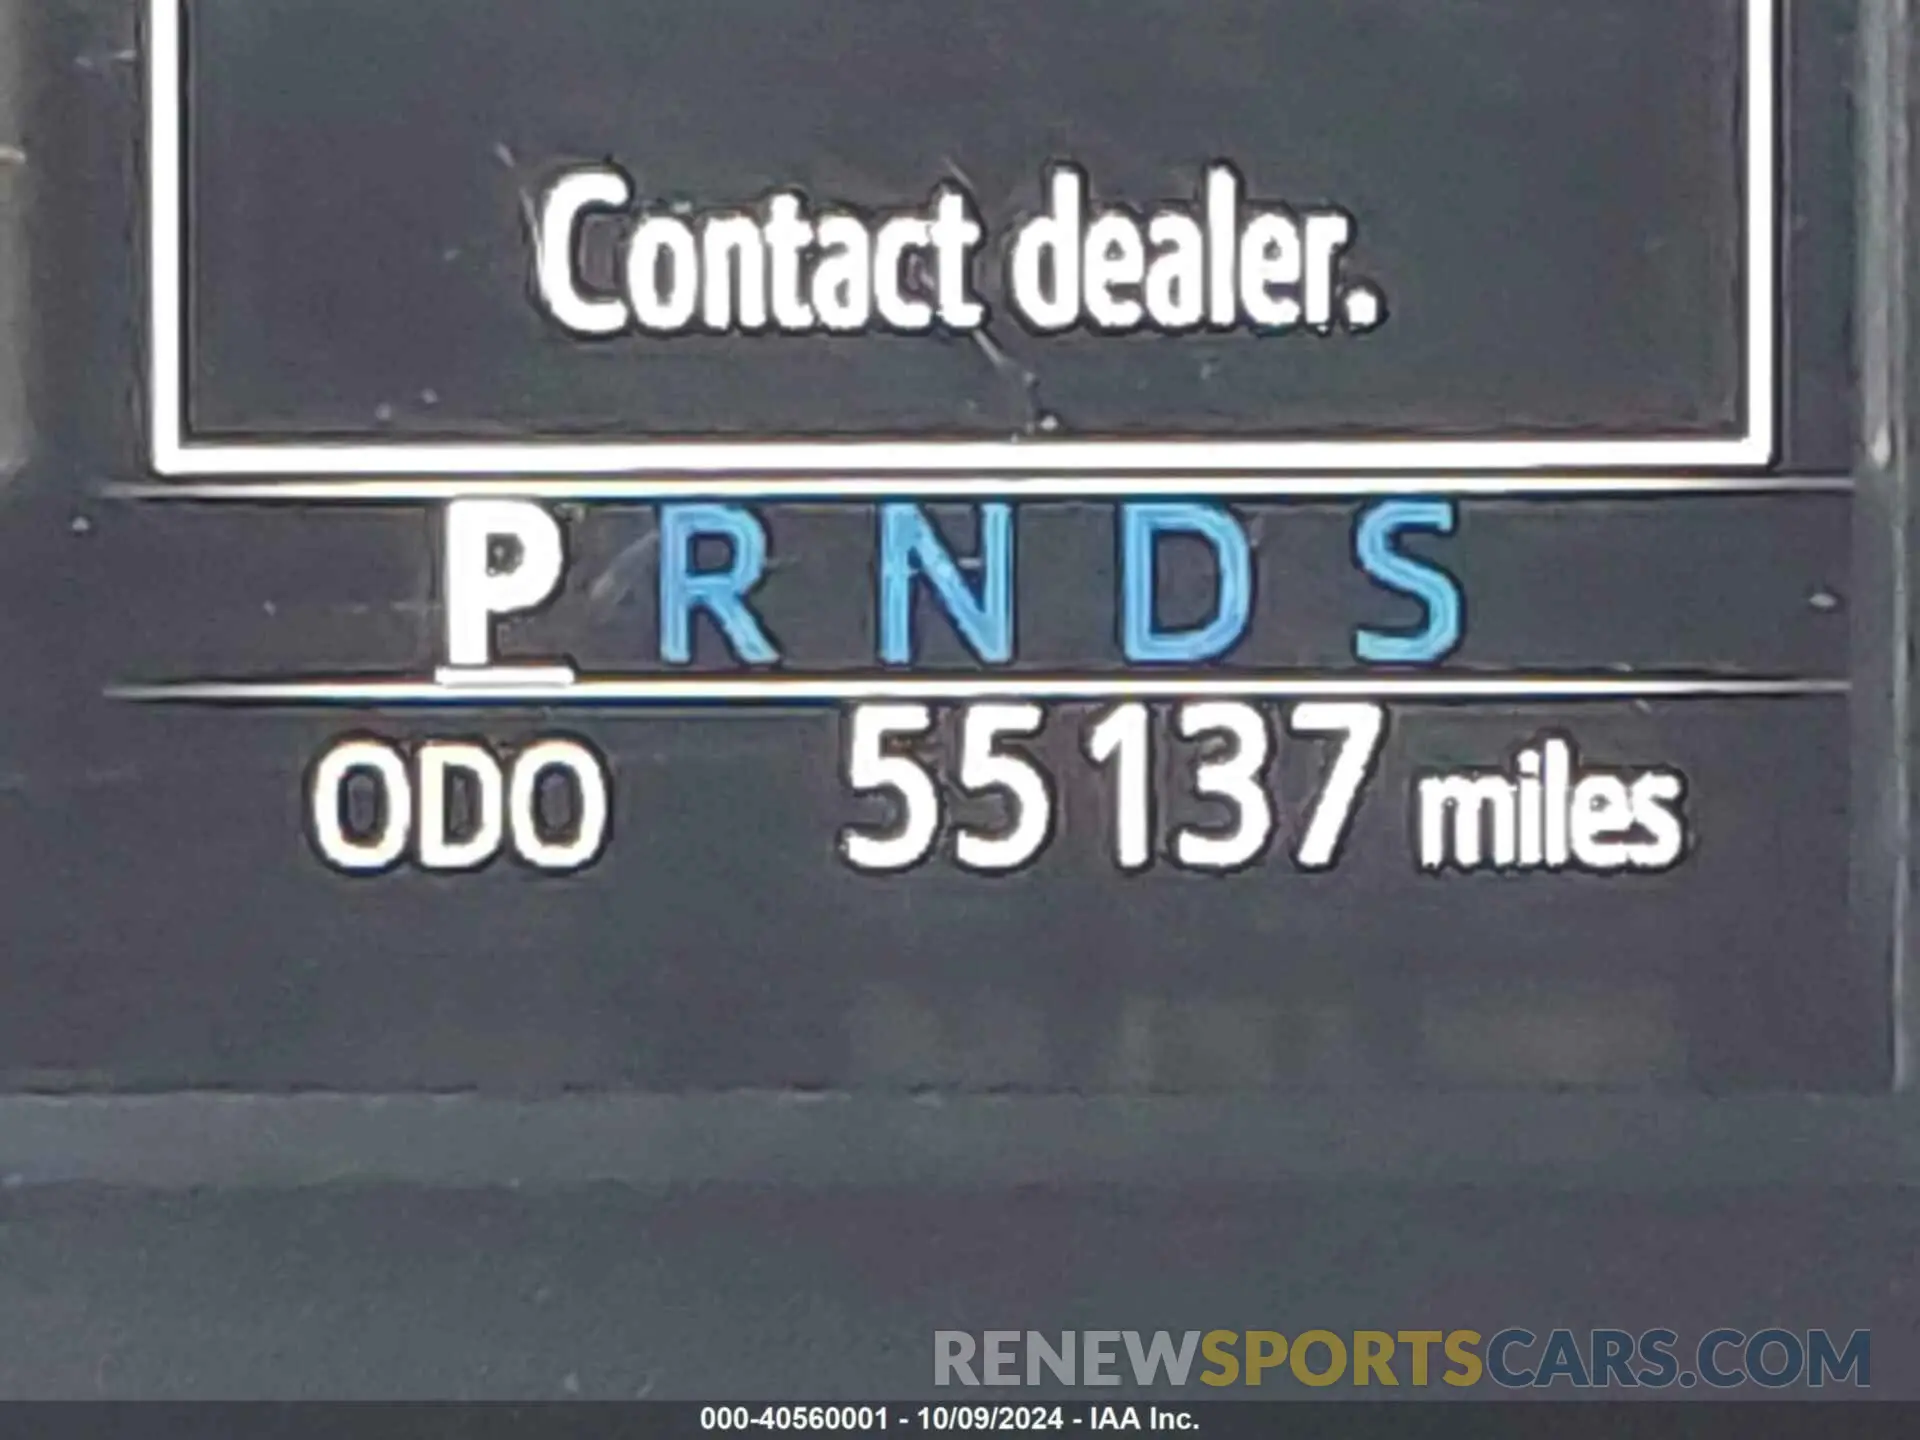 Contact dealer.
P R N D S
ODO 55137 miles
RENEWSPORTSCARS.COM
000-40560001 - 10/09/2024 - IAA Inc.